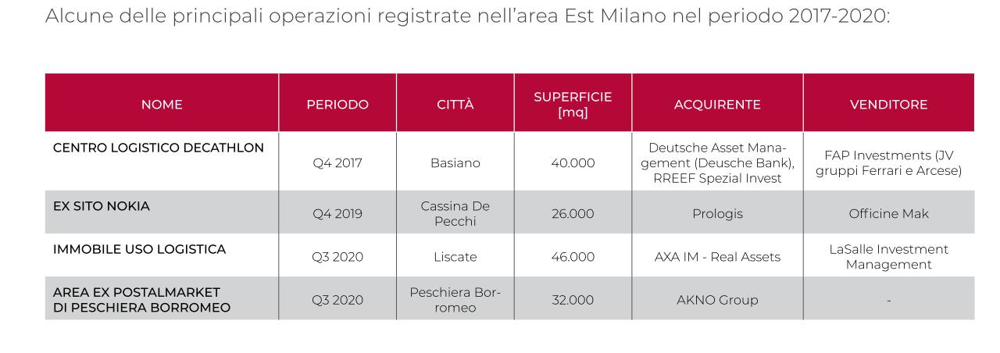 Alcune delle principali operazioni registrate nell'area Est Milano nel periodo 2017-2020:
NOME
PERIODO
CITTÀ
SUPERFICIE
[mq]
ACQUIRENTE
VENDITORE
CENTRO LOGISTICO DECATHLON
Q4 2017
Basiano
40.000
Deutsche Asset Mana-
gement (Deusche Bank),
RREEF Spezial Invest
FAP Investments (JV
gruppi Ferrari e Arcese)
EX SITO NOKIA
Q4 2019
Cassina De
Pecchi
26.000
Prologis
Officine Mak
IMMOBILE USO LOGISTICA
Q3 2020
Liscate
46.000
AXA IM - Real Assets
LaSalle Investment
Management
AREA EX POSTALMARKET
DI PESCHIERA BORROMEO
Q3 2020
Peschiera Bor-
romeo
32.000
AKNO Group
-